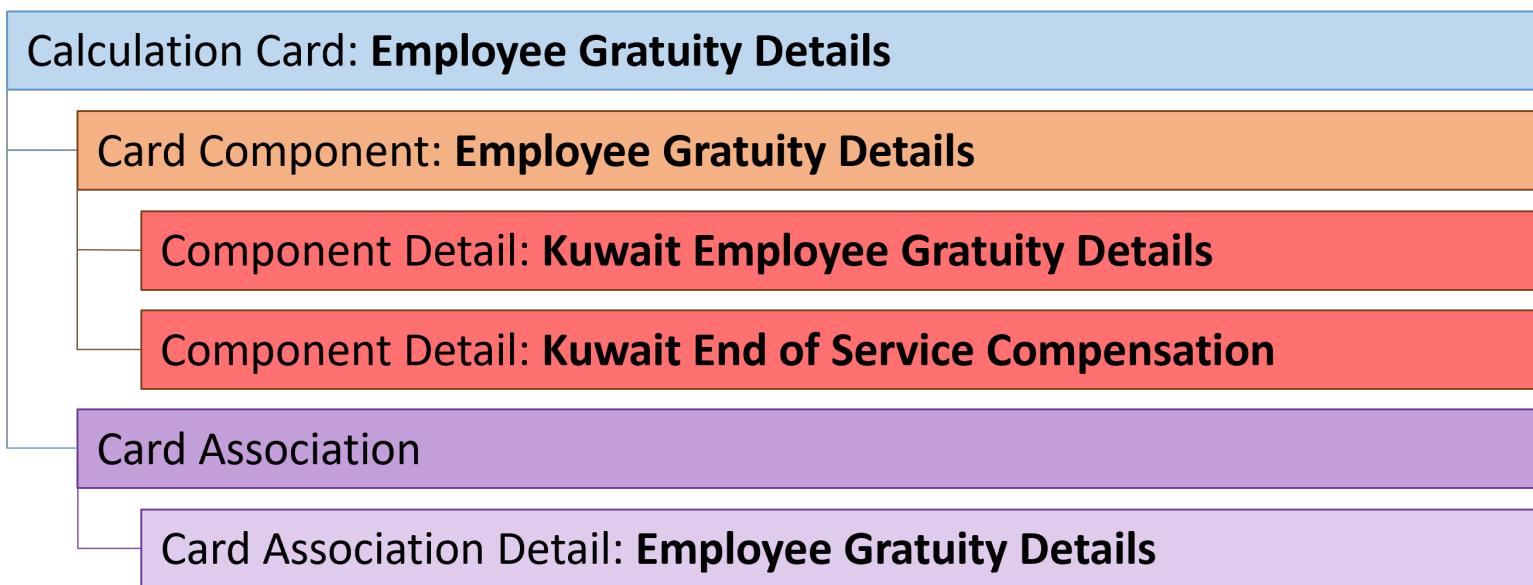 Calculation Card: Employee Gratuity Details
Card Component: Employee Gratuity Details
Component Detail: Kuwait Employee Gratuity Details
Component Detail: Kuwait End of Service Compensation
Card Association
Card Association Detail: Employee Gratuity Details